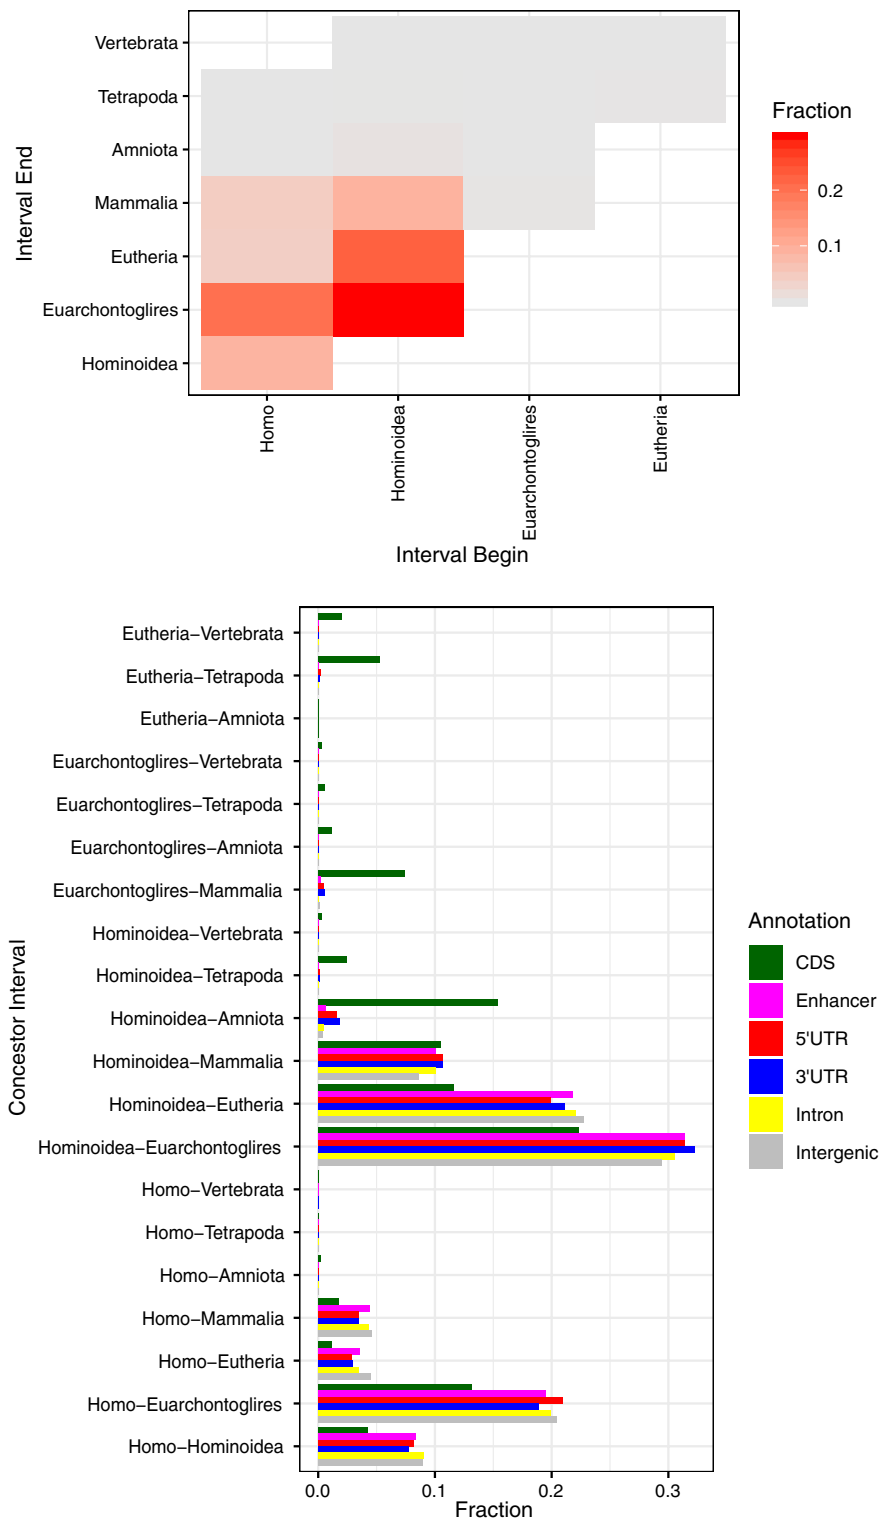 Vertebrata
Tetrapoda
Amniota
Mammalia
Eutheria
Euarchontoglires
Hominoidea
Interval End
Homo
Hominoidea
Euarchontoglires
Eutheria
Interval Begin
Fraction
0.2
0.1
Eutheria−Vertebrata
Eutheria−Tetrapoda
Eutheria−Amniota
Euarchontoglires−Vertebrata
Euarchontoglires−Tetrapoda
Euarchontoglires−Amniota
Euarchontoglires−Mammalia
Hominoidea−Vertebrata
Hominoidea−Tetrapoda
Hominoidea−Amniota
Hominoidea−Mammalia
Hominoidea−Eutheria
Hominoidea−Euarchontoglires
Homo−Vertebrata
Homo−Tetrapoda
Homo−Amniota
Homo−Mammalia
Homo−Eutheria
Homo−Euarchontoglires
Homo−Hominoidea
Concestor Interval
0.0 0.1 0.2 0.3
Fraction
Annotation
CDS
Enhancer
5'UTR
3'UTR
Intron
Intergenic